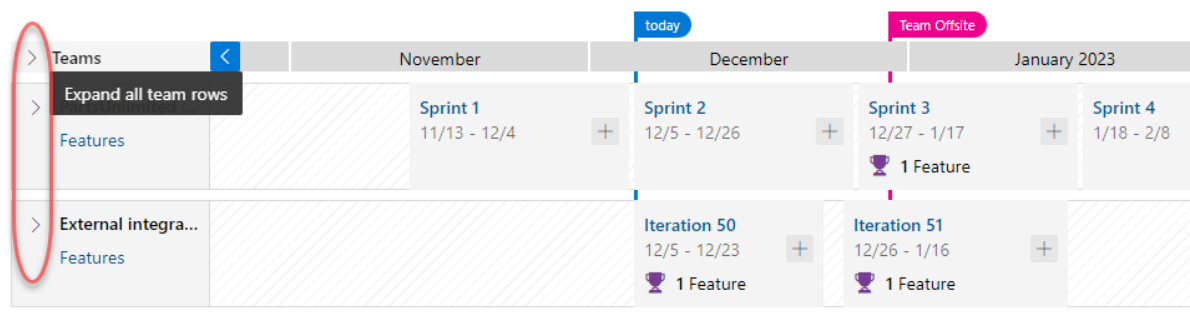 today
Team Offsite
Teams
November
December
January 2023
Expand all team rows
Sprint 1
11/13 - 12/4
Sprint 2
12/5 - 12/26
Sprint 3
12/27 - 1/17
1 Feature
Sprint 4
1/18 - 2/8
Features
External integra...
Features
Iteration 50
12/5 - 12/23
1 Feature
Iteration 51
12/26 - 1/16
1 Feature